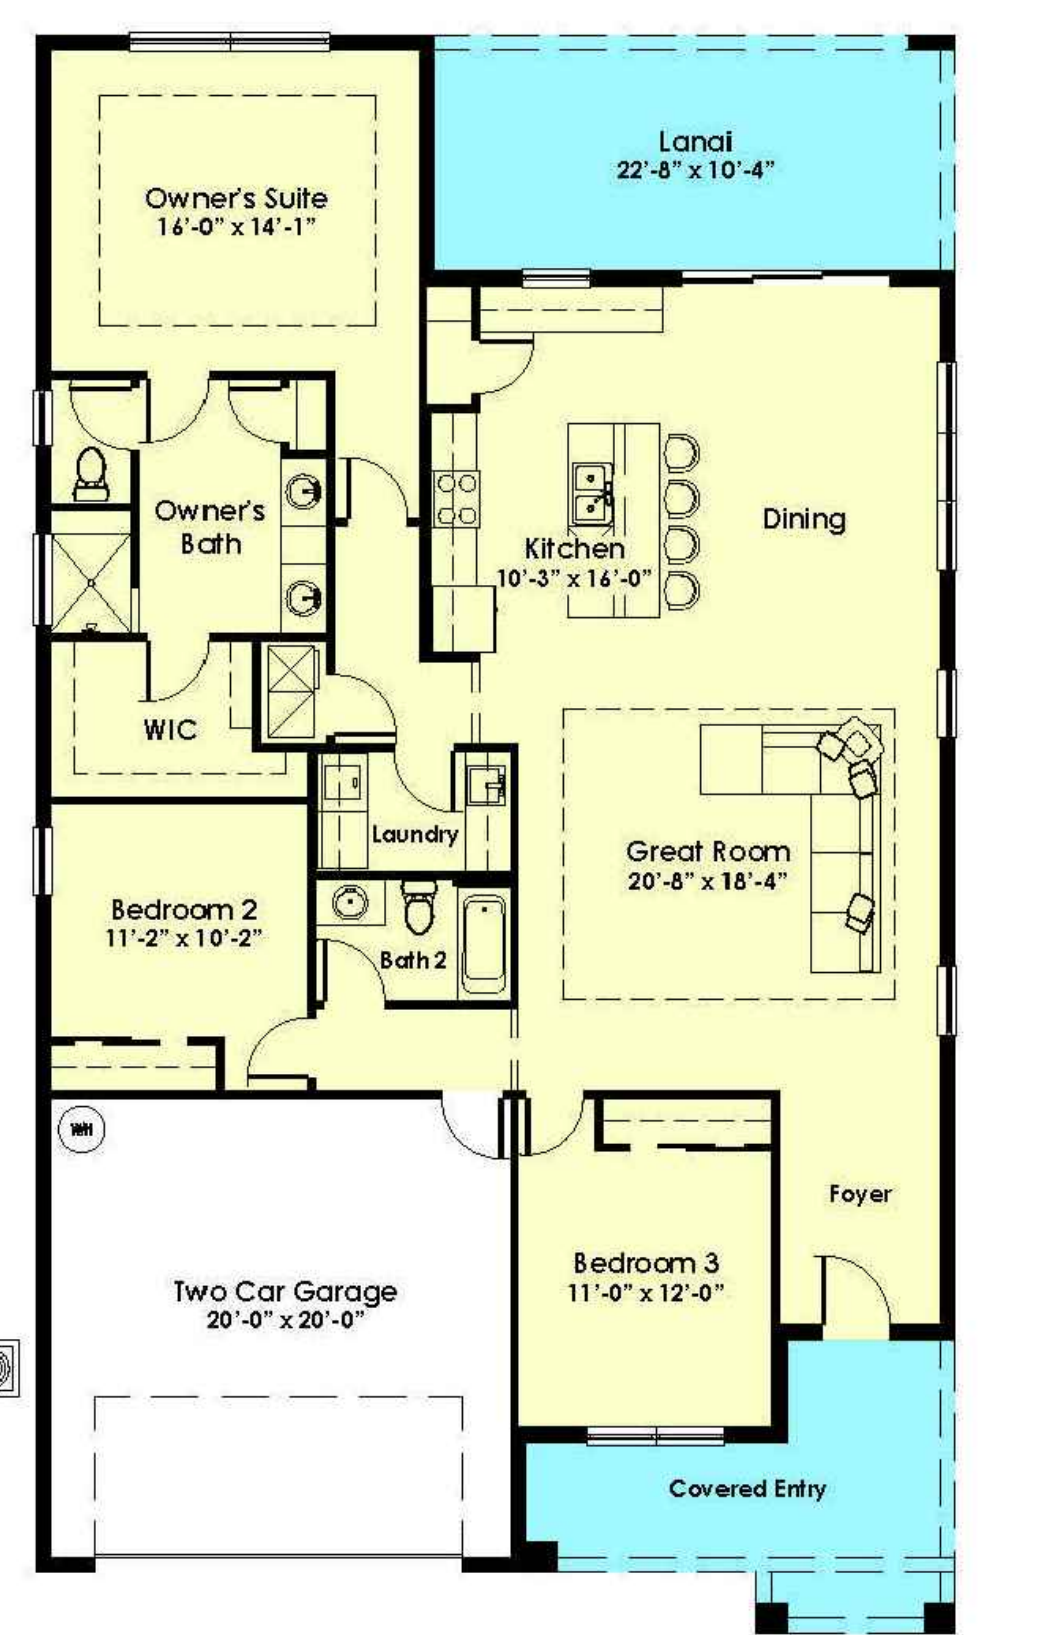 Lanai
22'-8" x 10'-4"
Owner's Suite
16'-0" x 14'-1"
Owner's
Bath
Dining
Kitchen
10'-3" x 16'-0"
WIC
Laundry
Great Room
20'-8" x 18'-4"
Bedroom 2
11'-2" x 10'-2"
Bath 2
WH
Foyer
Bedroom 3
11'-0" x 12'-0"
Two Car Garage
20'-0" x 20'-0"
Covered Entry